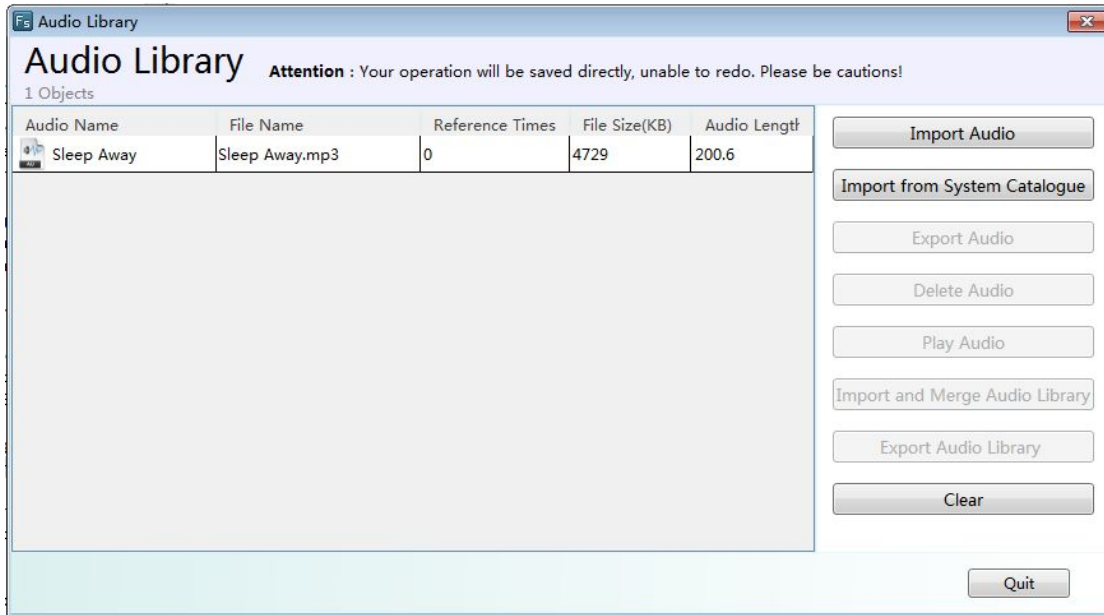 Fs Audio Library
Audio Library
Attention : Your operation will be saved directly, unable to redo. Please be cautions!
1 Objects
Audio Name File Name Reference Times File Size(KB) Audio Length
Sleep Away Sleep Away.mp3 0 4729 200.6
Import Audio
Import from System Catalogue
Export Audio
Delete Audio
Play Audio
Import and Merge Audio Library
Export Audio Library
Clear
Quit